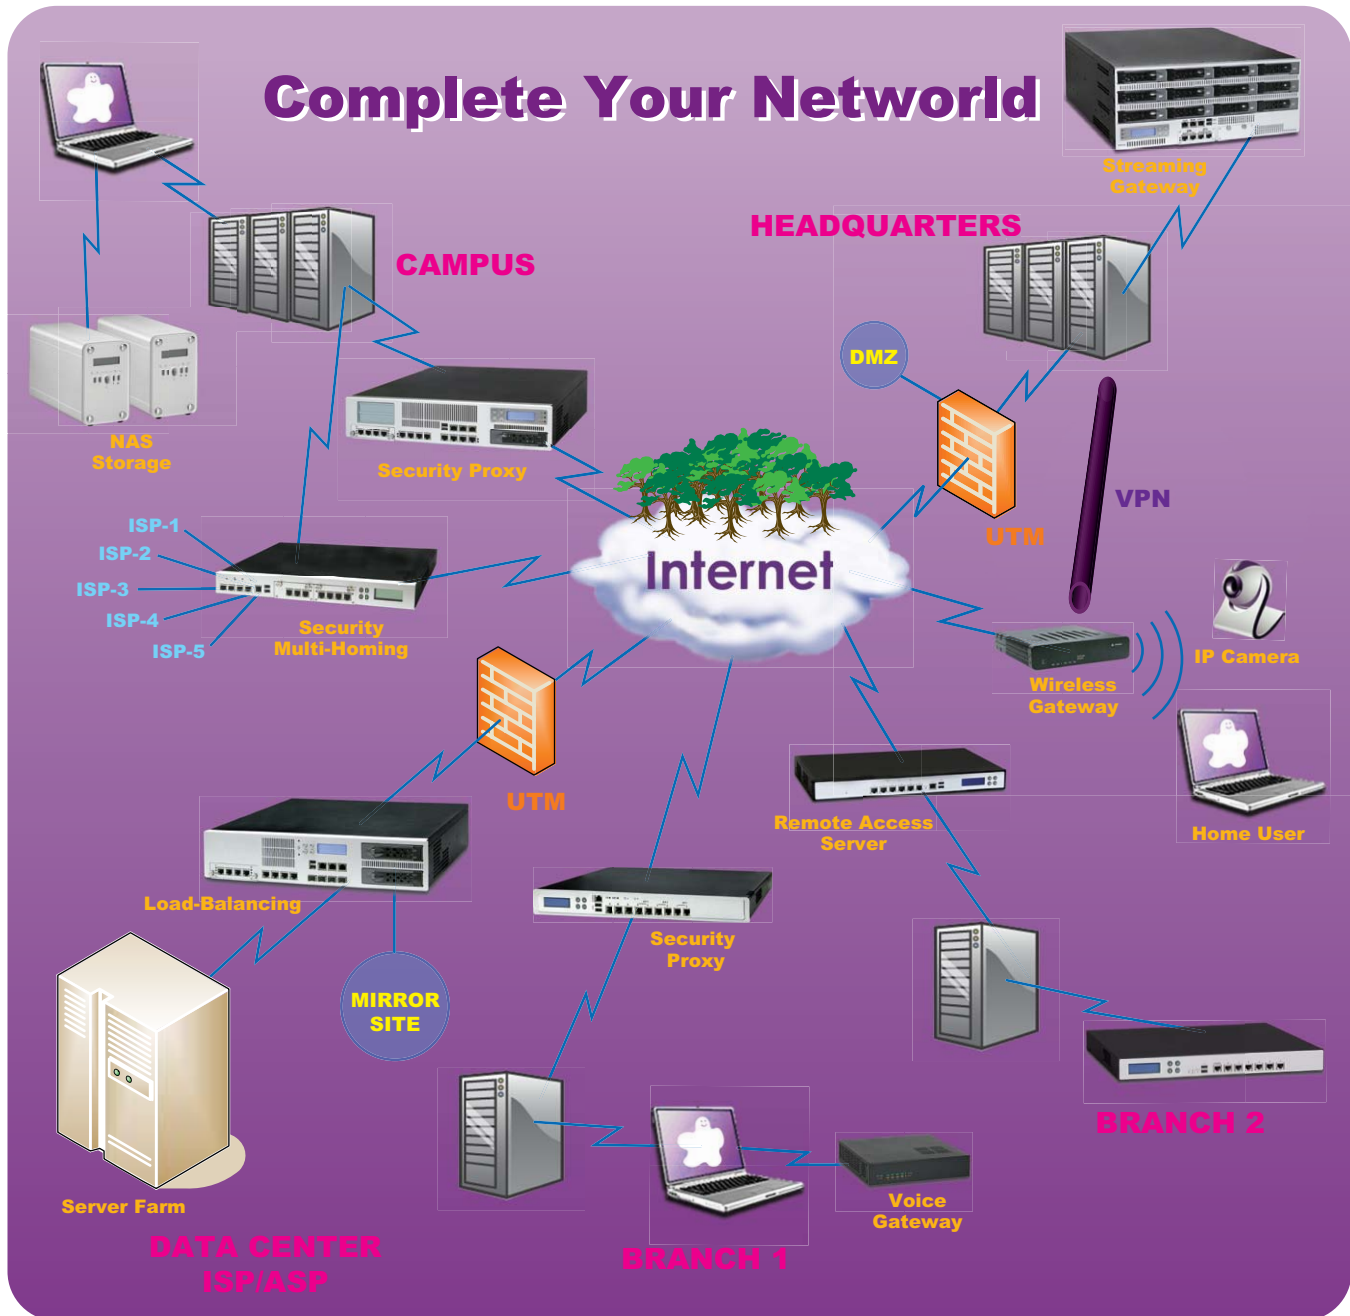 Complete Your Networld
Streaming
Gateway
HEADQUARTERS
CAMPUS
DMZ
NAS
Storage
Security Proxy
VPN
UTM
ISP-1
ISP-2
ISP-3
ISP-4
ISP-5
Internet
Security
Multi-Homing
IP Camera
Wireless
Gateway
UTM
Remote Access
Server
Home User
Load-Balancing
Security
Proxy
MIRROR
SITE
BRANCH 2
Server Farm
Voice
Gateway
DATA CENTER
ISP/ASP
BRANCH 1